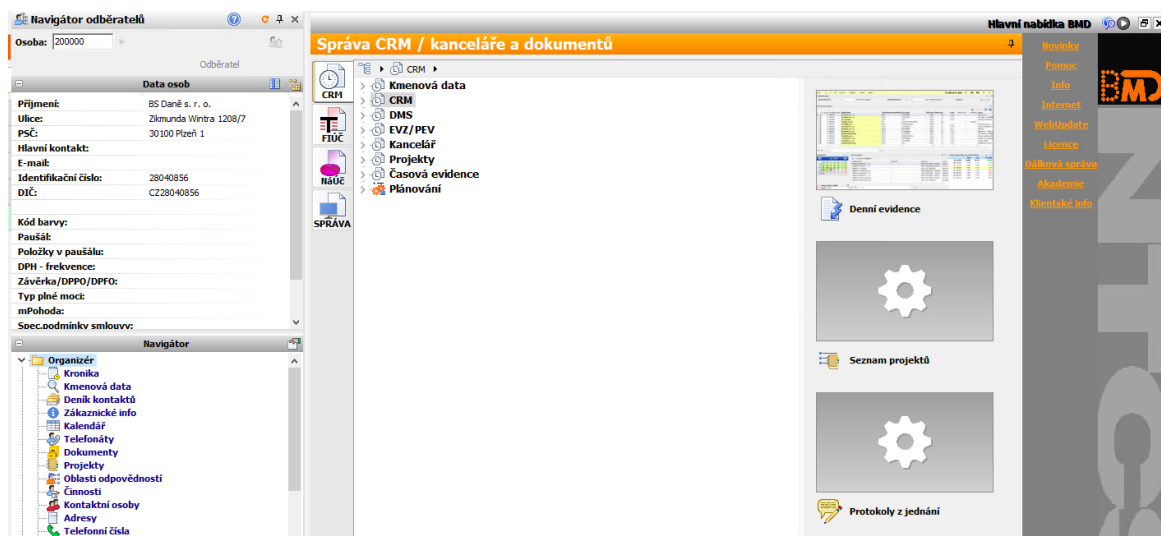 Navigátor odběratelů
Hlavní nabídka BMD
Osoba: 200000
Odběratel
Data osob
Příjmení: BS Daně s. r. o.
Ulice: Zikmunda Wintra 1208/7
PSČ: 30100 Plzeň 1
Hlavní kontakt:
E-mail:
Identifikační číslo: 28040856
DIČ: CZ28040856
Kód barvy:
Paušál:
Položky v paušálu:
DPH - frekvence:
Závěrka/DPPO/DPFO:
Typ plné moci:
mPohoda:
Spec.podmínky smlouvy:
Navigátor
Organizér
Kronika
Kmenová data
Deník kontaktů
Zákaznické info
Kalendář
Telefonáty
Dokumenty
Projekty
Oblasti odpovědností
Činnosti
Kontaktní osoby
Adresy
Telefonní čísla
Správa CRM / kanceláře a dokumentů
CRM
FIÚČ
NáÚč
SPRÁVA
CRM
Kmenová data
CRM
DMS
EVZ/PEV
Kancelář
Projekty
Časová evidence
Plánování
Denní evidence
Seznam projektů
Protokoly z jednání
Novinky
Pomoc
Info
Internet
WebUpdate
Licence
Dálková správa
Akademie
Klientské info
BMD
NTCS